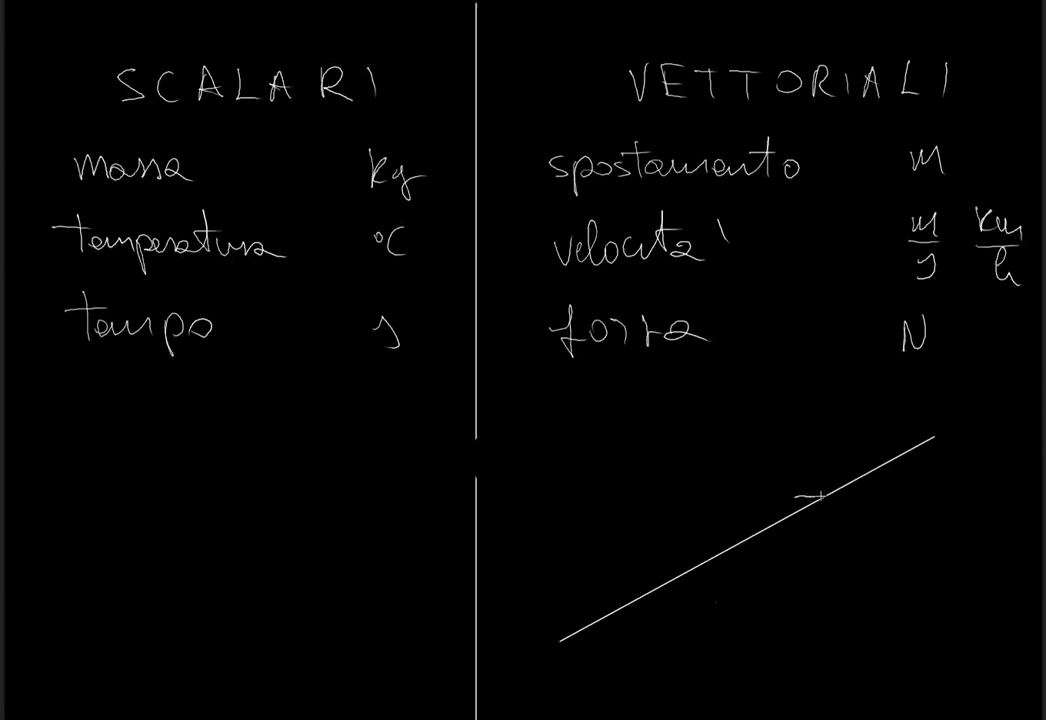 SCALARI
massa kg
temperatura °C
tempo s
VETTORIALI
spostamento m
velocità m/s km/h
forza N